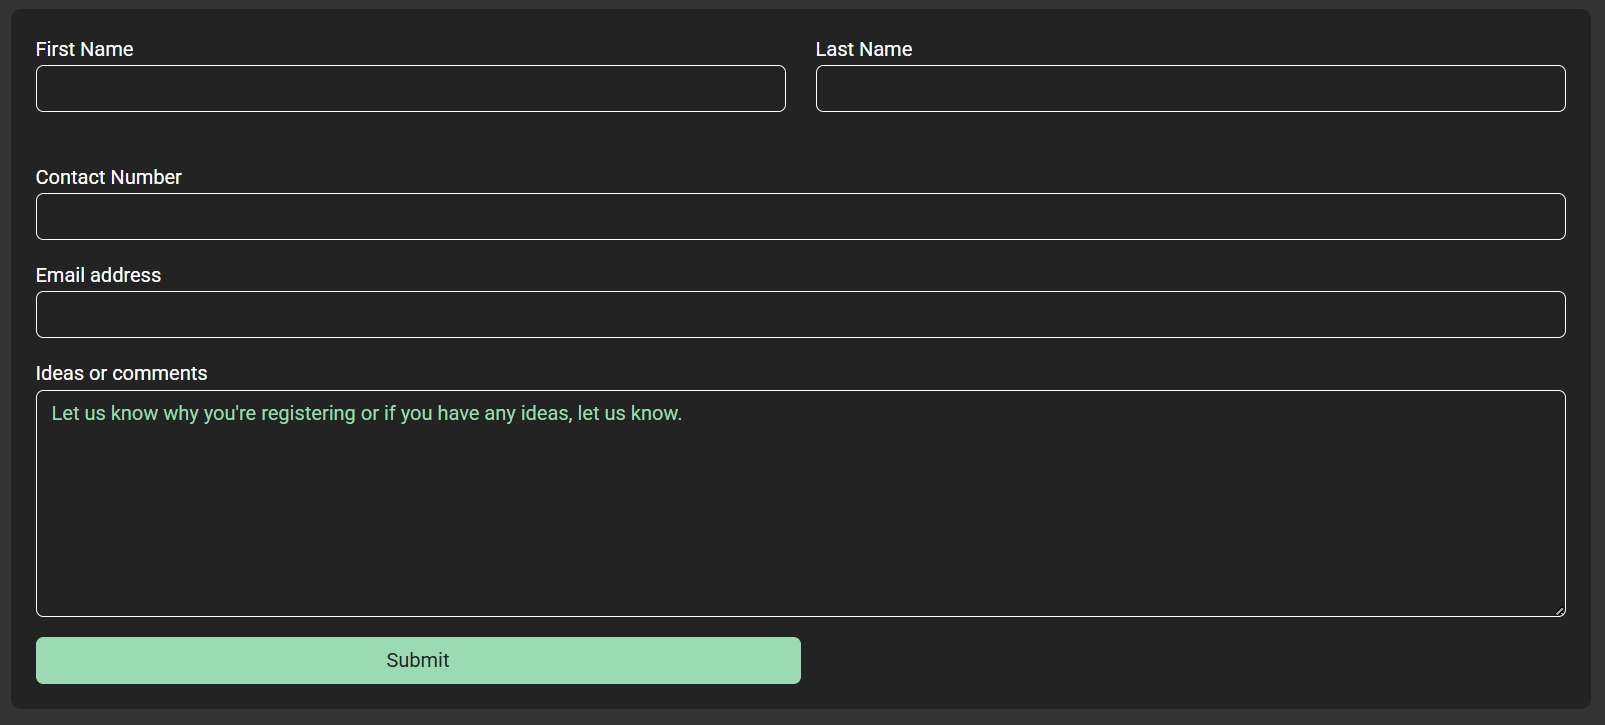 First Name
Last Name
Contact Number
Email address
Ideas or comments
Let us know why you're registering or if you have any ideas, let us know.
Submit